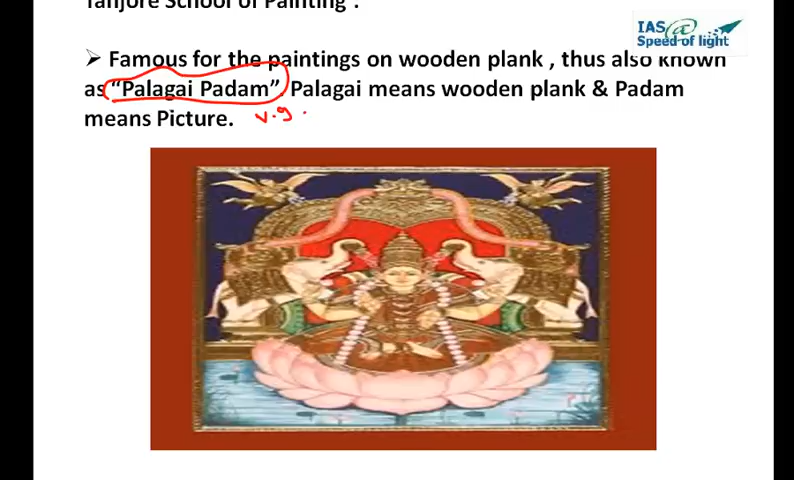 Tanjore School of Painting .
IAS@
Speed of light
➢ Famous for the paintings on wooden plank , thus also known
as “Palagai Padam”. Palagai means wooden plank & Padam
means Picture. v.g.